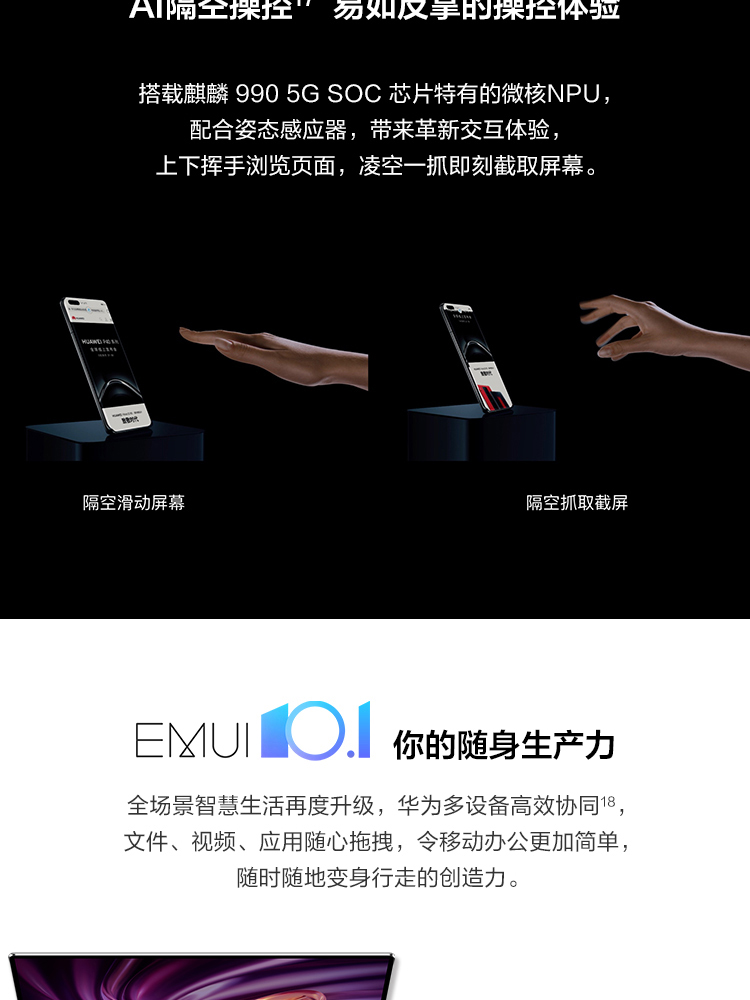 AI隔空操控¹⁷ 易如反掌的操控体验
搭载麒麟 990 5G SOC 芯片特有的微核NPU，
配合姿态感应器，带来革新交互体验，
上下挥手浏览页面，凌空一抓即刻截取屏幕。
HUAWEI P40 系列
隔空滑动屏幕
隔空抓取截屏
EMUI 10.1 你的随身生产力
全场景智慧生活再度升级，华为多设备高效协同¹⁸，
文件、视频、应用随心拖拽，令移动办公更加简单，
随时随地变身行走的创造力。